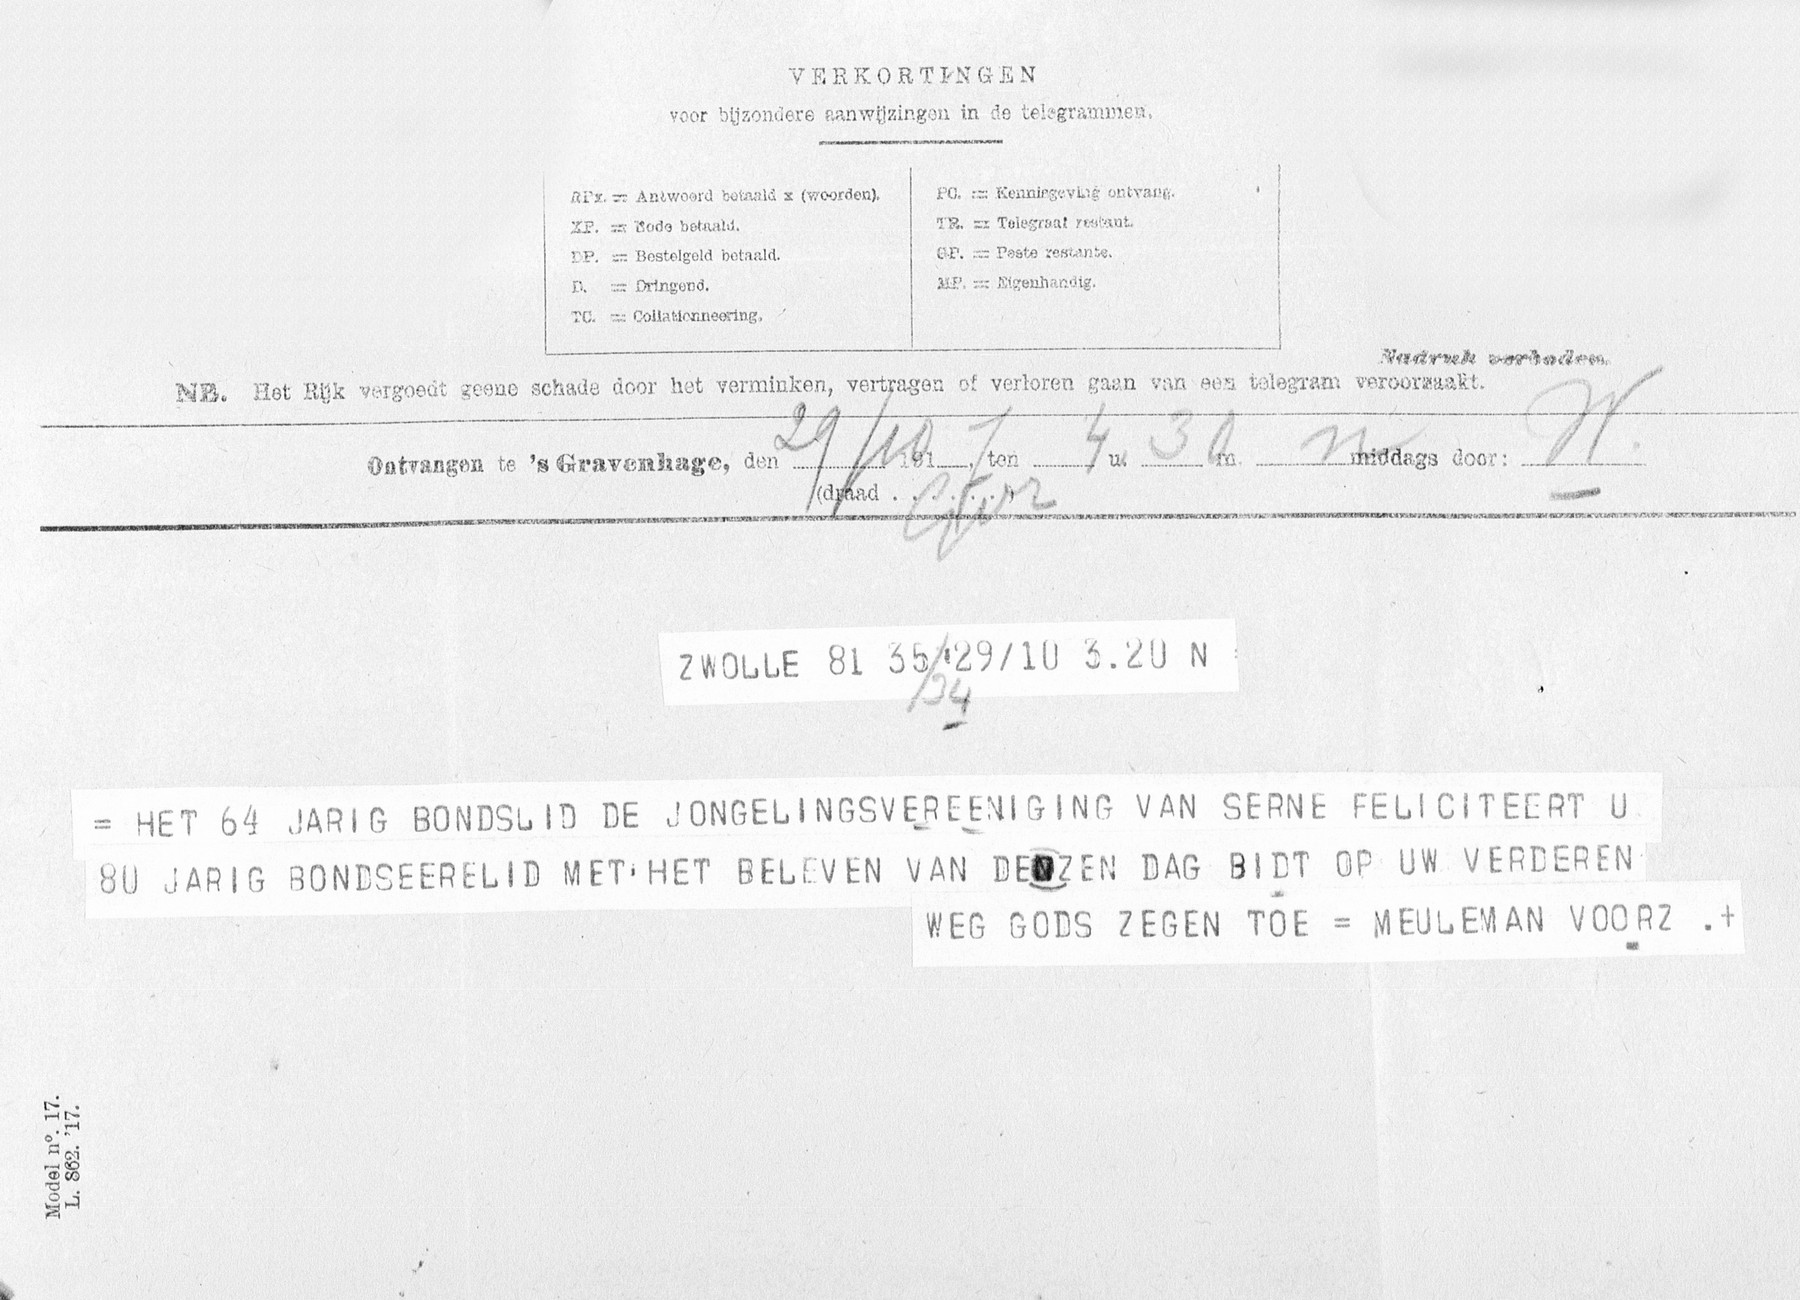 VERKORTINGEN
voor bijzondere aanwijzingen in de telegrammen.
RPx. = Antwoord betaald x (woorden).
XP. = Bode betaald.
DP. = Bestelgeld betaald.
D. = Dringend.
TC. = Collationneering.
PC. = Kennisgeving ontvang.
TR. = Telegraaf restant.
GP. = Poste restante.
MP. = Eigenhandig.
Nadruk verboden.
NB. Het Rijk vergoedt geene schade door het verminken, vertragen of verloren gaan van een telegram veroorzaakt.
Ontvangen te 's Gravenhage, den 29/10 1917, ten 4 u. 30 m. n middags door:
(draad . . . . . . .)
ZWOLLE 81 35/ 29/10 3.20 N =
/34
= HET 64 JARIG BONDSLID DE JONGELINGSVEREENIGING VAN SERNE FELICITEERT U
80 JARIG BONDSEERELID MET HET BELEVEN VAN DEZEN DAG BIDT OP UW VERDEREN
WEG GODS ZEGEN TOE = MEULEMAN VOORZ .+
Model nº. 17.
L. 862. '17.